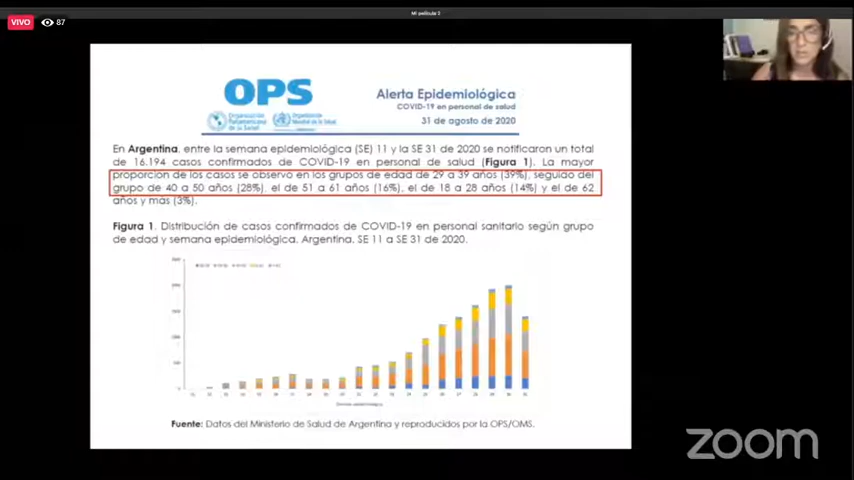 Mi película 2
VIVO
87
OPS
Organización
Panamericana
de la Salud
Organización
Mundial de la Salud
Alerta Epidemiológica
COVID-19 en personal de salud
31 de agosto de 2020
En Argentina, entre la semana epidemiológica (SE) 11 y la SE 31 de 2020 se notificaron un total
de 16.194 casos confirmados de COVID-19 en personal de salud (Figura 1). La mayor
proporción de los casos se observo en los grupos de edad de 29 a 39 años (39%), seguido del
grupo de 40 a 50 años (28%), el de 51 a 61 años (16%), el de 18 a 28 años (14%) y el de 62
años y más (3%).
Figura 1. Distribución de casos confirmados de COVID-19 en personal sanitario según grupo
de edad y semana epidemiológica. Argentina. SE 11 a SE 31 de 2020.
Fuente: Datos del Ministerio de Salud de Argentina y reproducidos por la OPS/OMS.
zoom